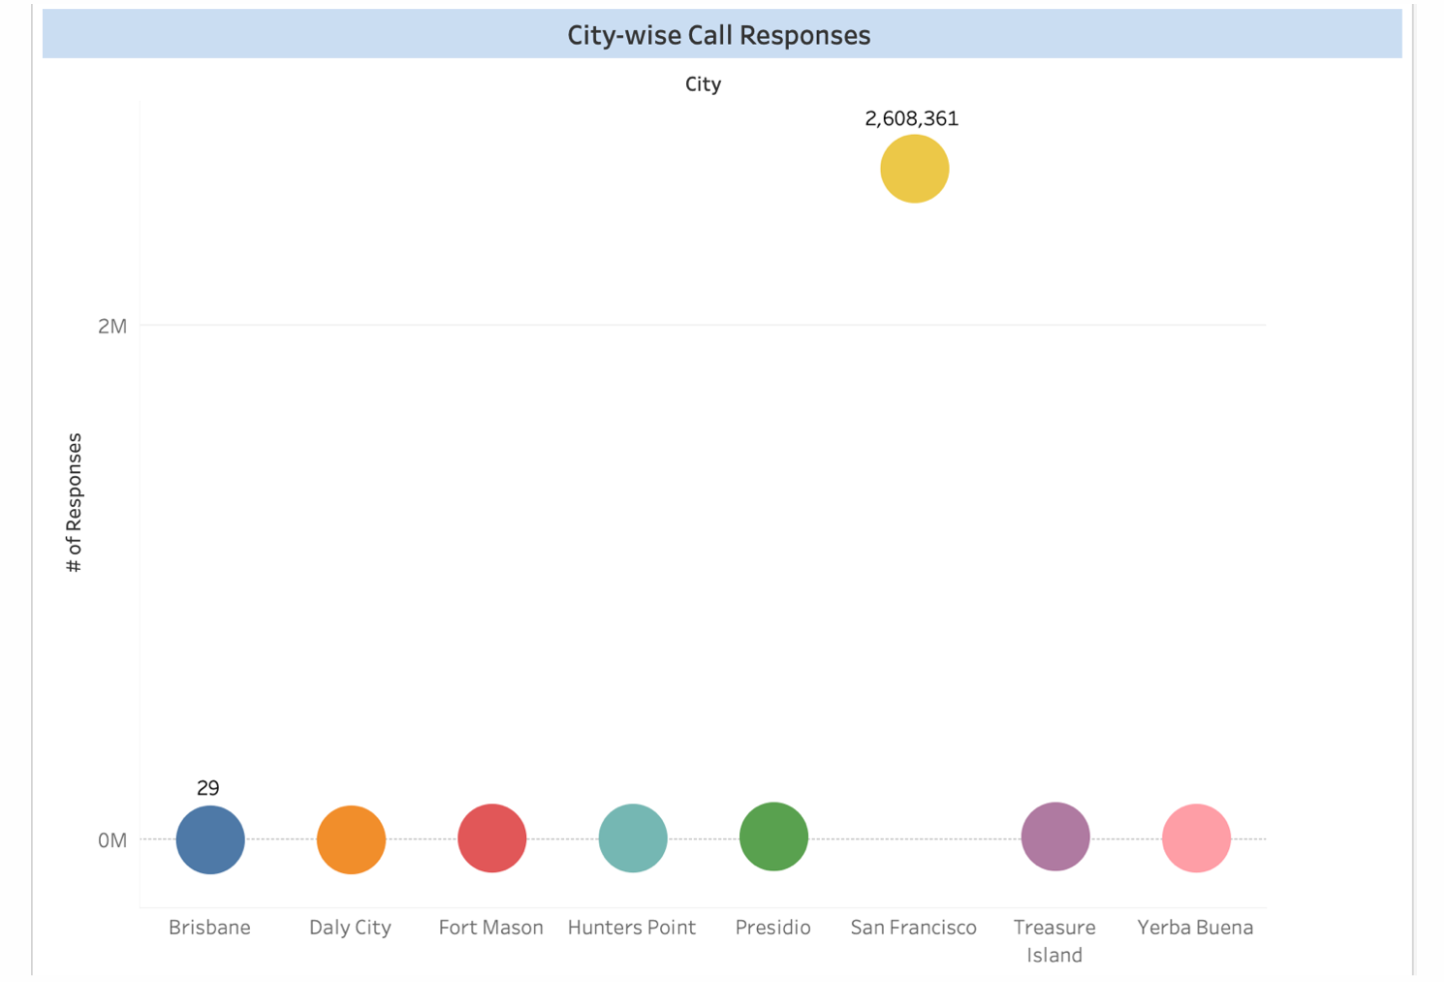 City-wise Call Responses
City
2,608,361
2M
# of Responses
29
0M
Brisbane
Daly City
Fort Mason
Hunters Point
Presidio
San Francisco
Treasure
Island
Yerba Buena